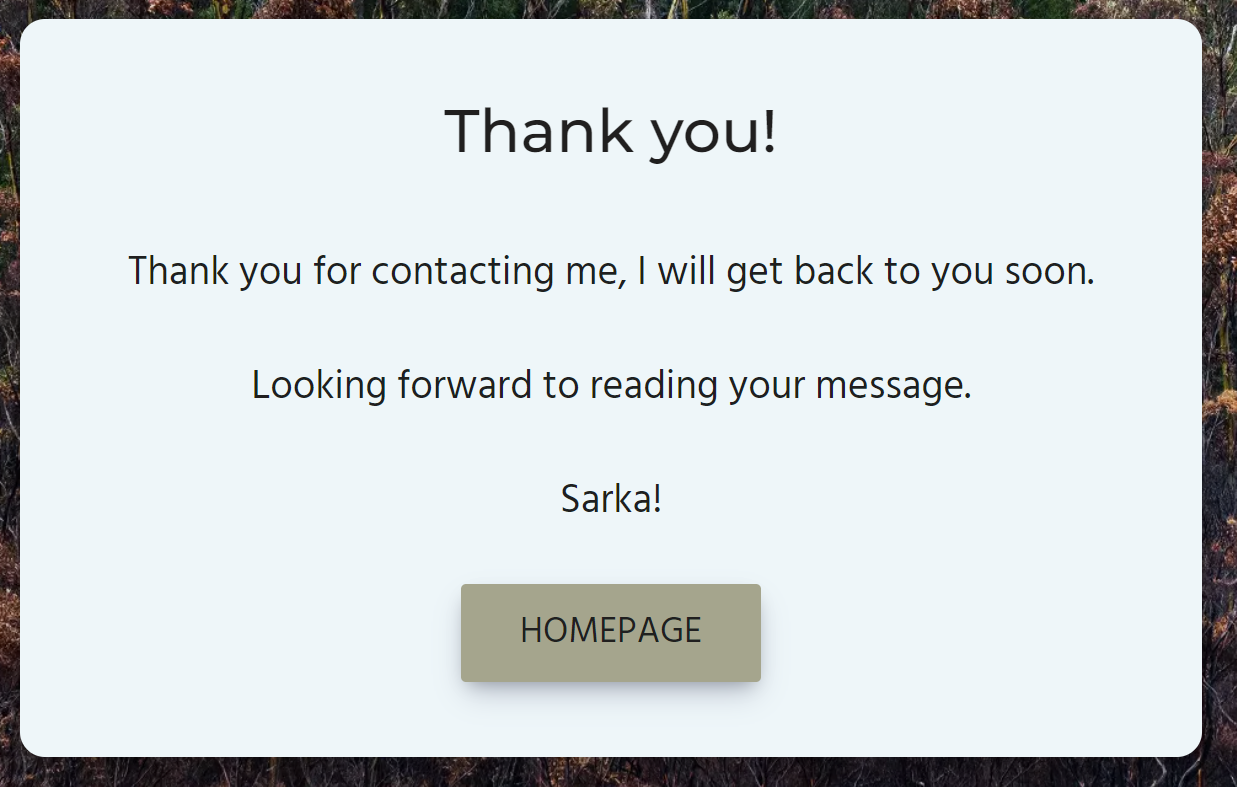 Thank you!
Thank you for contacting me, I will get back to you soon.
Looking forward to reading your message.
Sarka!
HOMEPAGE